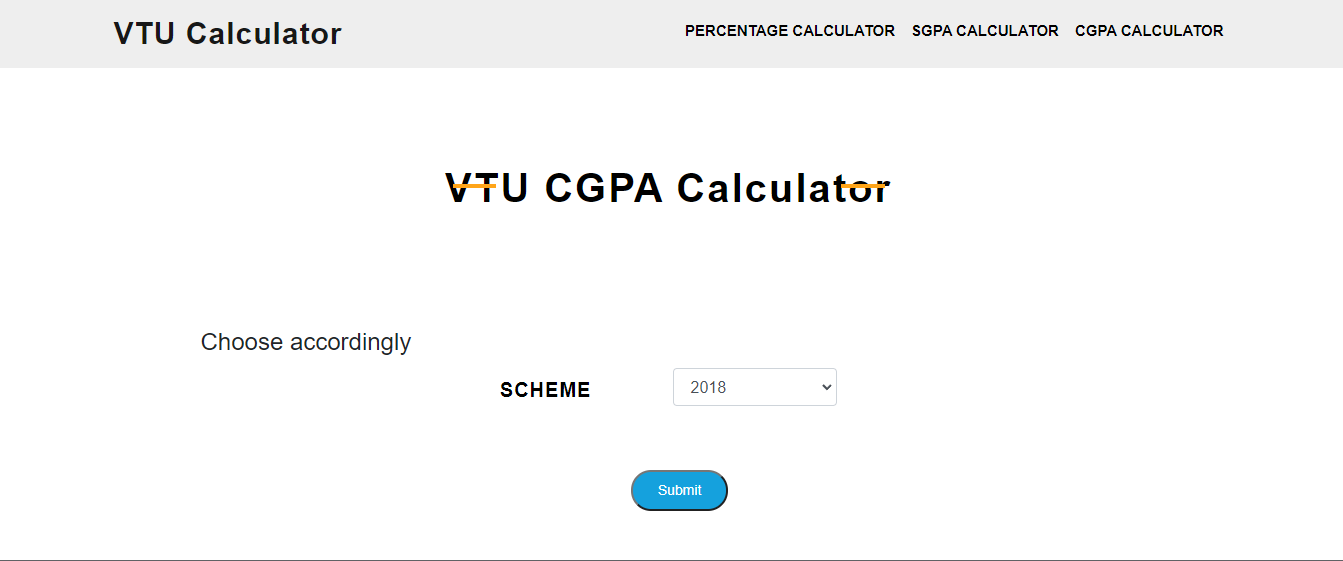 VTU Calculator
PERCENTAGE CALCULATOR SGPA CALCULATOR CGPA CALCULATOR
VTU CGPA Calculator
Choose accordingly
SCHEME
2018
Submit